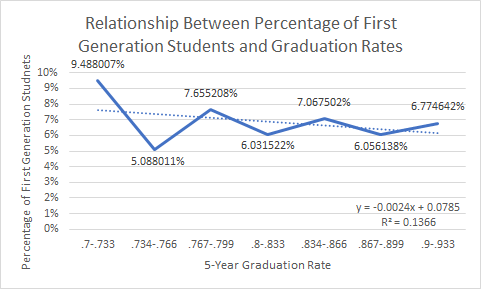 Relationship Between Percentage of First
Generation Students and Graduation Rates
Percentage of First Generation Studnets
10%
9%
8%
7%
6%
5%
4%
3%
2%
1%
0%
9.488007%
5.088011%
7.655208%
6.031522%
7.067502%
6.056138%
6.774642%
y = -0.0024x + 0.0785
R² = 0.1366
.7-.733 .734-.766 .767-.799 .8-.833 .834-.866 .867-.899 .9-.933
5-Year Graduation Rate